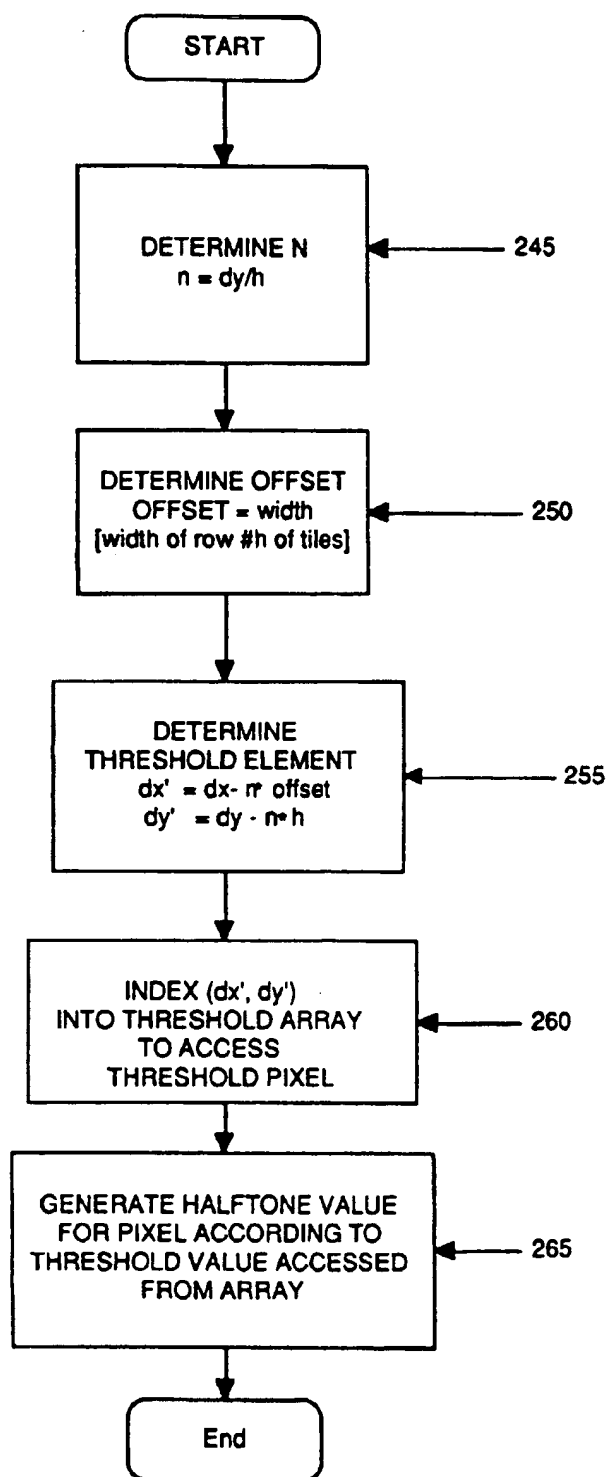 START
DETERMINE N
n = dy/h
245
DETERMINE OFFSET
OFFSET = width
[width of row #h of tiles]
250
DETERMINE
THRESHOLD ELEMENT
dx' = dx- n* offset
dy' = dy - n*h
255
INDEX (dx', dy')
INTO THRESHOLD ARRAY
TO ACCESS
THRESHOLD PIXEL
260
GENERATE HALFTONE VALUE
FOR PIXEL ACCORDING TO
THRESHOLD VALUE ACCESSED
FROM ARRAY
265
End